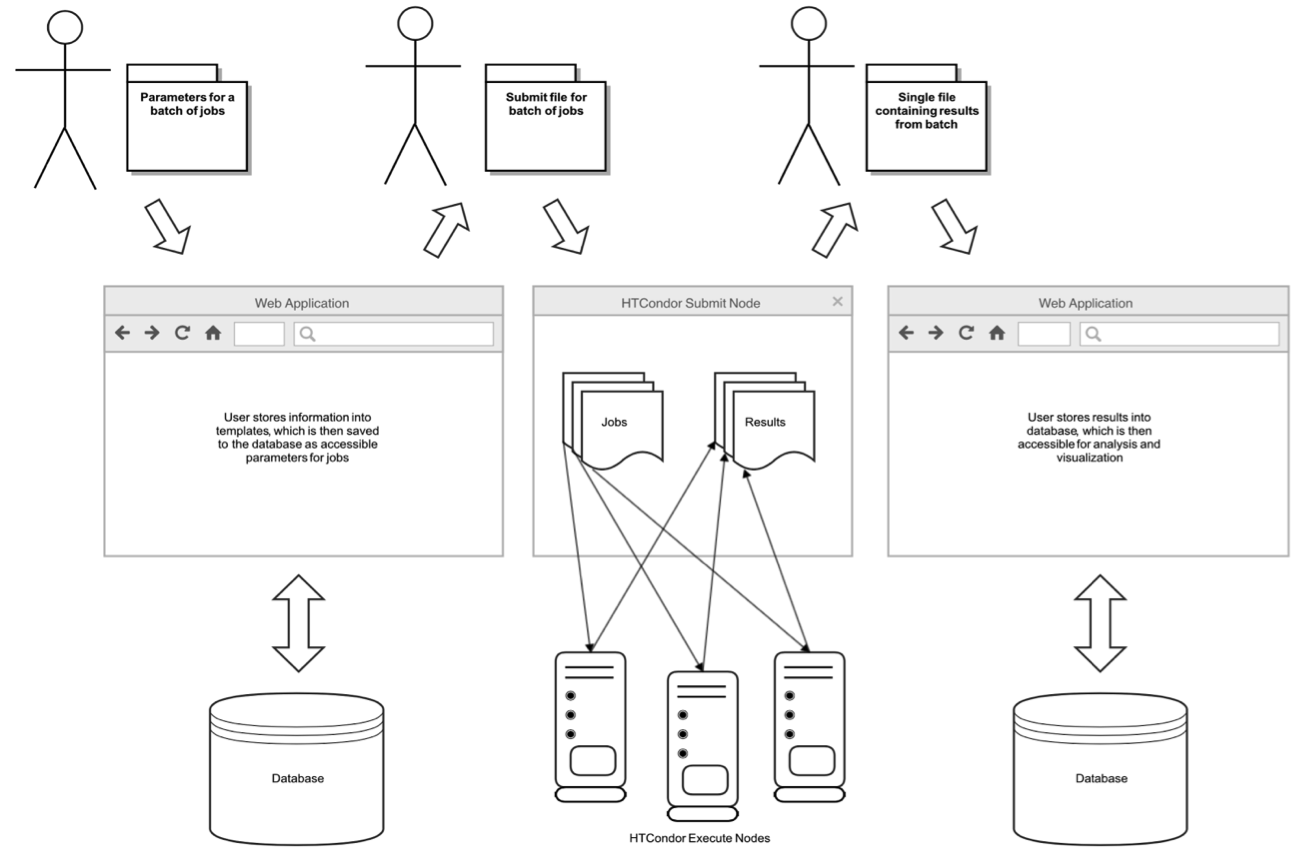 Parameters for a
batch of jobs
Submit file for
batch of jobs
Single file
containing results
from batch
Web Application
HTCondor Submit Node
Web Application
User stores information into
templates, which is then saved
to the database as accessible
parameters for jobs
Jobs
Results
User stores results into
database, which is then
accessible for analysis and
visualization
Database
HTCondor Execute Nodes
Database